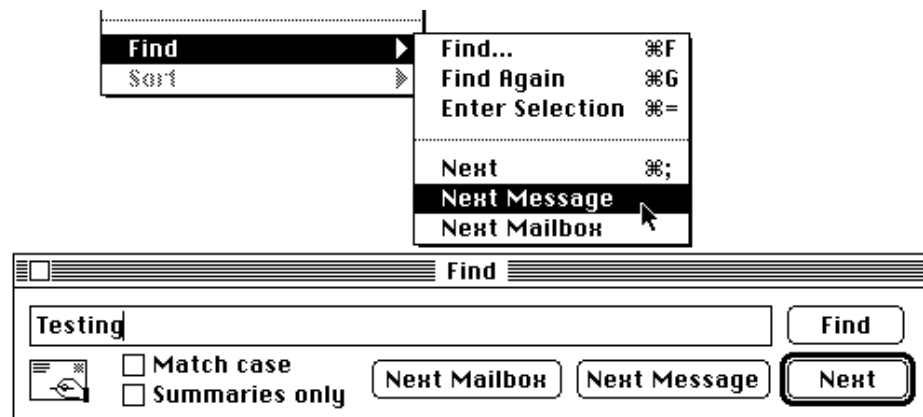 Find
Sort
Find... ⌘F
Find Again ⌘G
Enter Selection ⌘=
Next ⌘;
Next Message
Next Mailbox
Find
Testing
Find
Match case
Summaries only
Next Mailbox
Next Message
Next